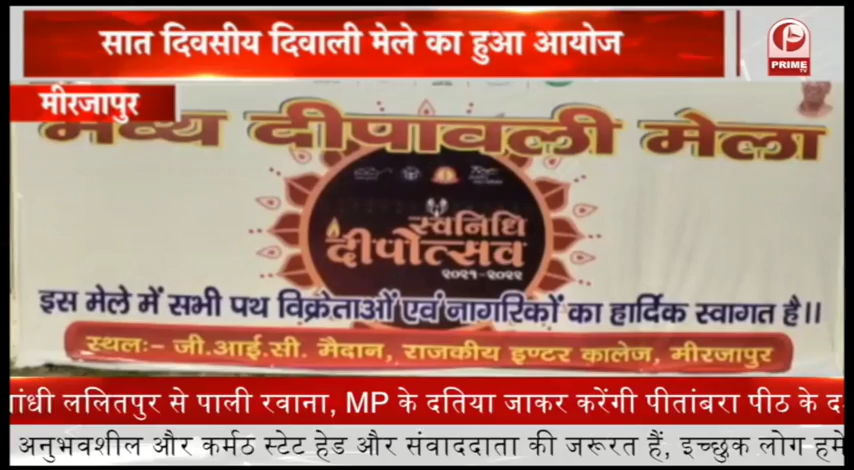 सात दिवसीय दिवाली मेले का हुआ आयोज
PRIME
TV
मीरजापुर
भव्य दीपावली मेला
स्वनिधि
दीपोत्सव
२०२१-२०२२
इस मेले में सभी पथ विक्रेताओं एवं नागरिकों का हार्दिक स्वागत है।।
स्थलः- जी.आई.सी. मैदान, राजकीय इण्टर कालेज, मीरजापुर
गांधी ललितपुर से पाली रवाना, MP के दतिया जाकर करेंगी पीतांबरा पीठ के द
अनुभवशील और कर्मठ स्टेट हेड और संवाददाता की जरूरत हैं, इच्छुक लोग हमे